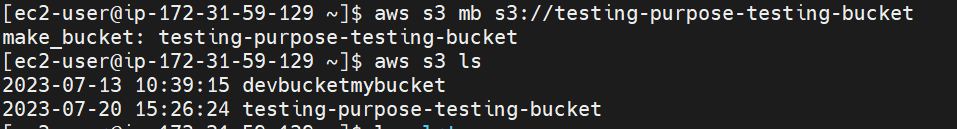 [ec2-user@ip-172-31-59-129 ~]$ aws s3 mb s3://testing-purpose-testing-bucket
make_bucket: testing-purpose-testing-bucket
[ec2-user@ip-172-31-59-129 ~]$ aws s3 ls
2023-07-13 10:39:15 devbucketmybucket
2023-07-20 15:26:24 testing-purpose-testing-bucket